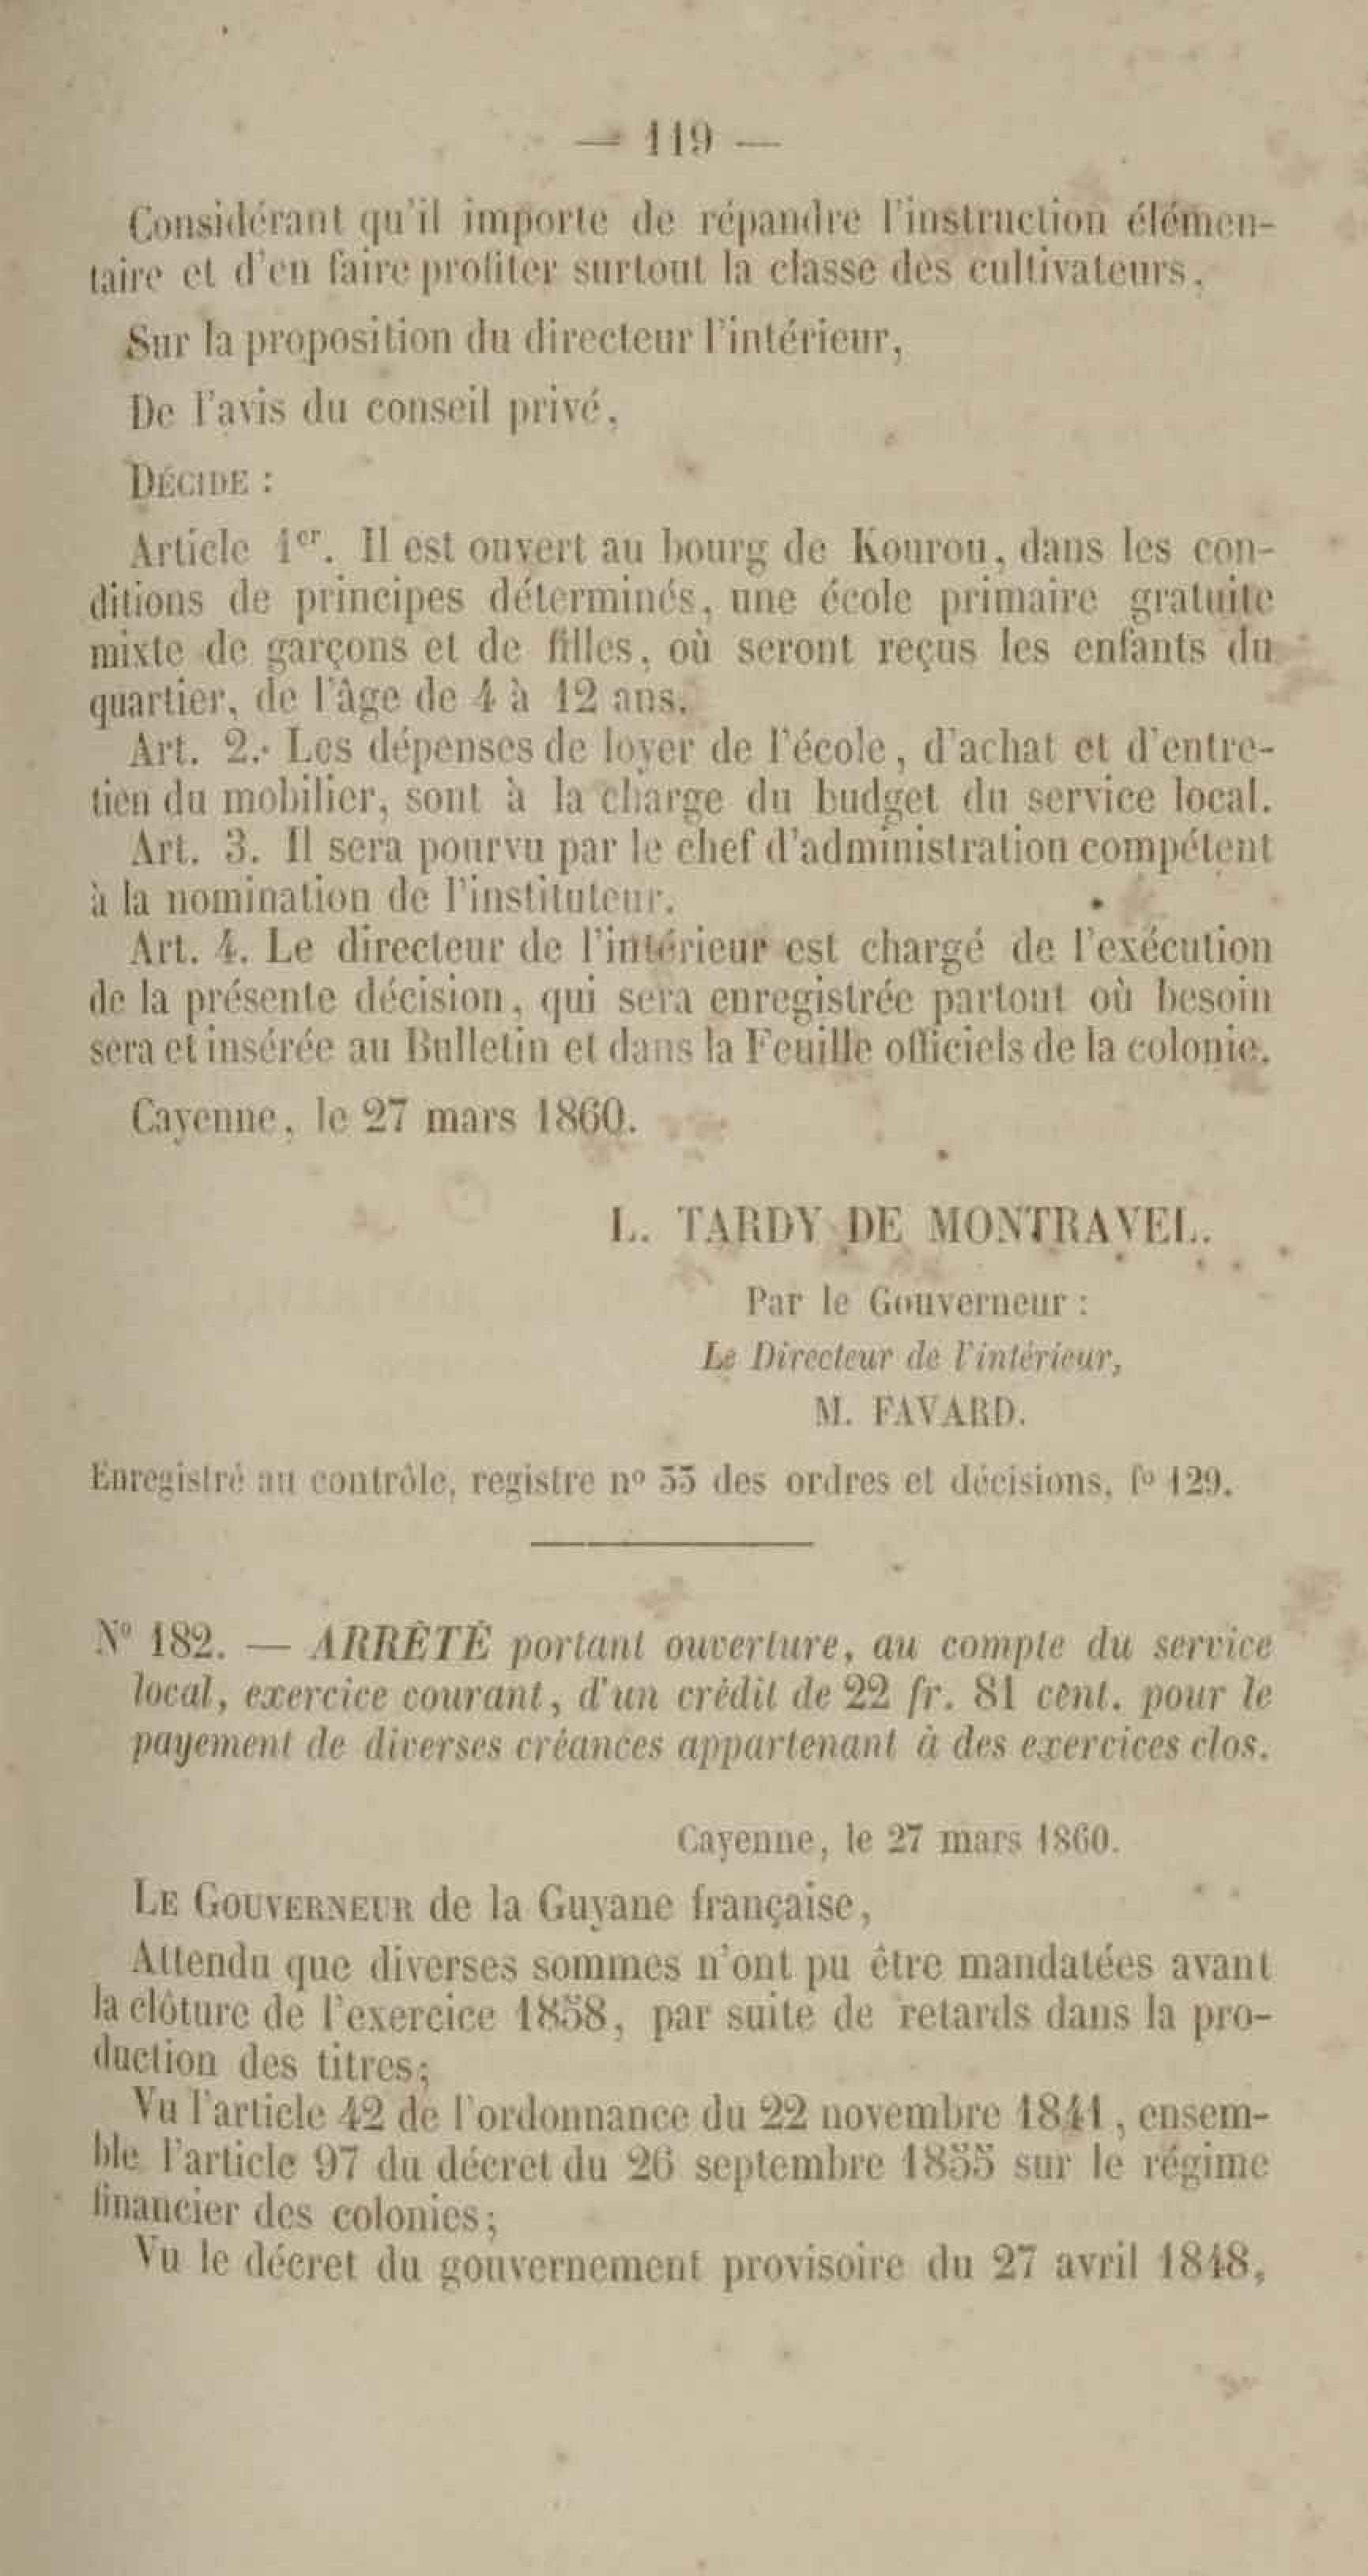 — 119 —
Considérant qu'il importe de répandre l'instruction élémen-
taire et d'en faire profiter surtout la classe des cultivateurs,
Sur la proposition du directeur l'intérieur,
De l'avis du conseil privé,
DÉCIDE :
Article 1er. Il est ouvert au bourg de Kourou, dans les con-
ditions de principes déterminés, une école primaire gratuite
mixte de garçons et de filles, où seront reçus les enfants du
quartier, de l'âge de 4 à 12 ans.
Art. 2. Les dépenses de loyer de l'école, d'achat et d'entre-
tien du mobilier, sont à la charge du budget du service local.
Art. 3. Il sera pourvu par le chef d'administration compétent
à la nomination de l'instituteur.
Art. 4. Le directeur de l'intérieur est chargé de l'exécution
de la présente décision, qui sera enregistrée partout où besoin
sera et insérée au Bulletin et dans la Feuille officiels de la colonie.
Cayenne, le 27 mars 1860.
L. TARDY DE MONTRAVEL.
Par le Gouverneur :
Le Directeur de l'intérieur,
M. FAVARD.
Enregistré au contrôle, registre nº 55 des ordres et décisions, fº 129.
Nº 182. — ARRÊTÉ portant ouverture, au compte du service
local, exercice courant, d'un crédit de 22 fr. 81 cent. pour le
payement de diverses créances appartenant à des exercices clos.
Cayenne, le 27 mars 1860.
LE GOUVERNEUR de la Guyane française,
Attendu que diverses sommes n'ont pu être mandatées avant
la clôture de l'exercice 1858, par suite de retards dans la pro-
duction des titres;
Vu l'article 42 de l'ordonnance du 22 novembre 1841, ensem-
ble l'article 97 du décret du 26 septembre 1855 sur le régime
financier des colonies;
Vu le décret du gouvernement provisoire du 27 avril 1848,